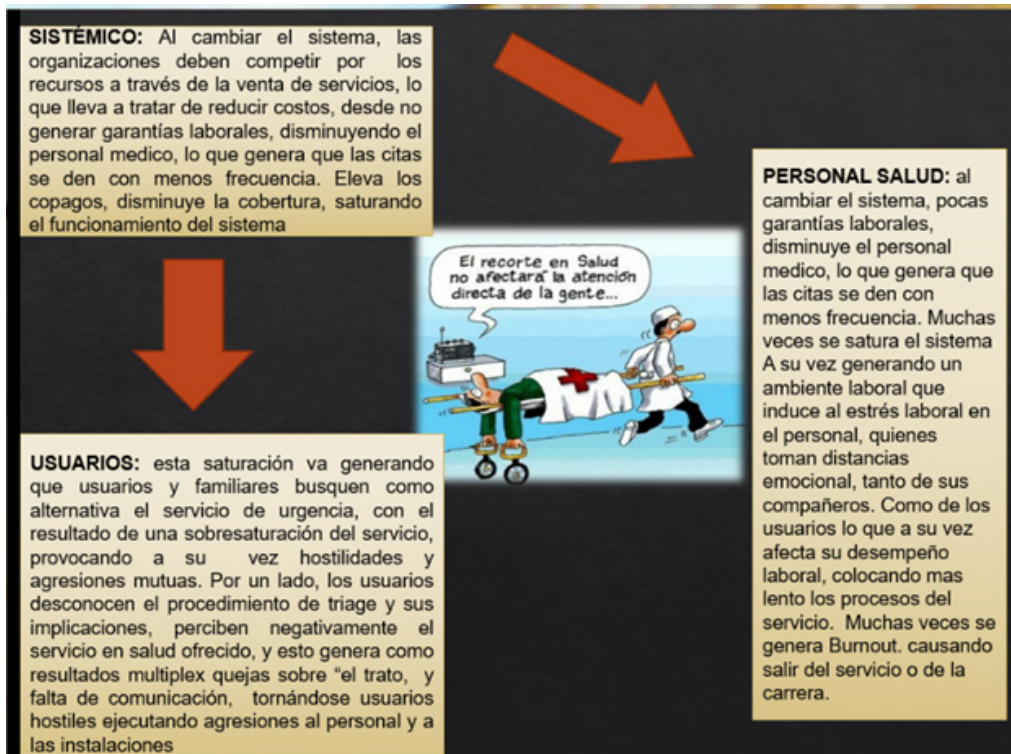 SISTÉMICO: Al cambiar el sistema, las
organizaciones deben competir por los
recursos a través de la venta de servicios, lo
que lleva a tratar de reducir costos, desde no
generar garantías laborales, disminuyendo el
personal medico, lo que genera que las citas
se den con menos frecuencia. Eleva los
copagos, disminuye la cobertura, saturando
el funcionamiento del sistema
El recorte en Salud
no afectará la atención
directa de la gente...
USUARIOS: esta saturación va generando
que usuarios y familiares busquen como
alternativa el servicio de urgencia, con el
resultado de una sobresaturación del servicio,
provocando a su vez hostilidades y
agresiones mutuas. Por un lado, los usuarios
desconocen el procedimiento de triage y sus
implicaciones, perciben negativamente el
servicio en salud ofrecido, y esto genera como
resultados multiplex quejas sobre “el trato, y
falta de comunicación, tornándose usuarios
hostiles ejecutando agresiones al personal y a
las instalaciones
PERSONAL SALUD: al
cambiar el sistema, pocas
garantías laborales,
disminuye el personal
medico, lo que genera que
las citas se den con
menos frecuencia. Muchas
veces se satura el sistema
A su vez generando un
ambiente laboral que
induce al estrés laboral en
el personal, quienes
toman distancias
emocional, tanto de sus
compañeros. Como de los
usuarios lo que a su vez
afecta su desempeño
laboral, colocando mas
lento los procesos del
servicio. Muchas veces se
genera Burnout. causando
salir del servicio o de la
carrera.